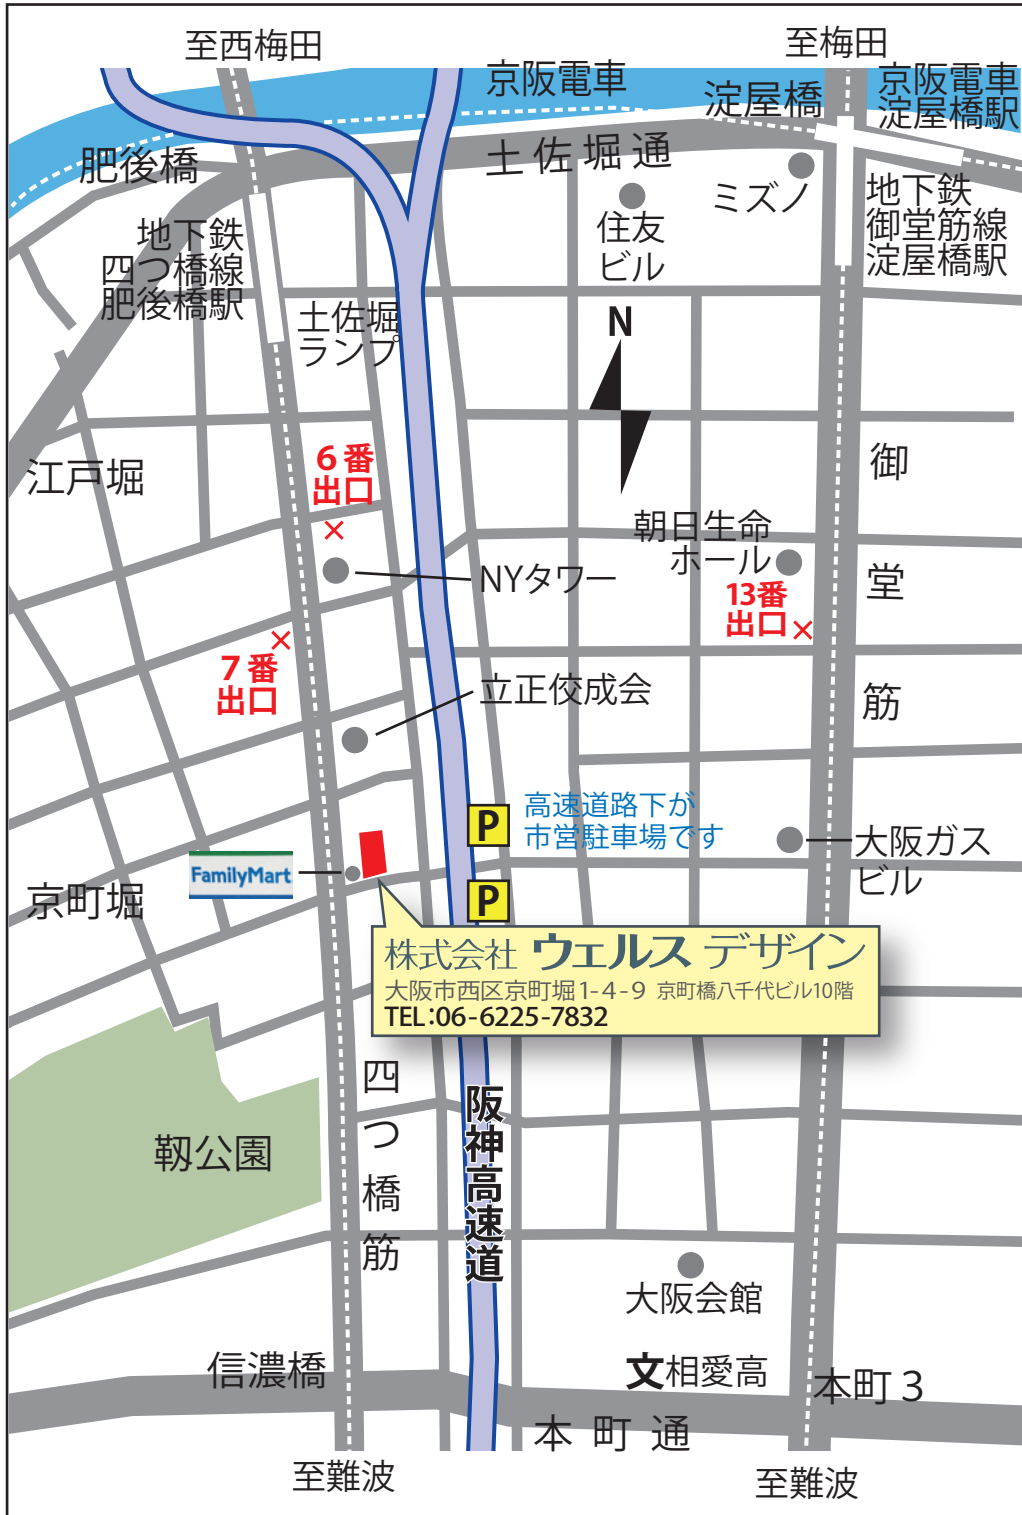 至西梅田
至梅田
京阪電車
淀屋橋
京阪電車
淀屋橋駅
肥後橋
土佐堀通
ミズノ
住友
ビル
地下鉄
御堂筋線
淀屋橋駅
地下鉄
四つ橋線
肥後橋駅
土佐堀
ランプ
N
江戸堀
6番
出口
御堂筋
朝日生命
ホール
NYタワー
13番
出口
7番
出口
立正佼成会
P
高速道路下が
市営駐車場です
大阪ガス
ビル
FamilyMart
京町堀
P
株式会社 ウェルス デザイン
大阪市西区京町堀1-4-9 京町橋八千代ビル10階
TEL:06-6225-7832
四つ橋筋
阪神高速道
靱公園
大阪会館
信濃橋
文相愛高
本町3
本町通
至難波
至難波